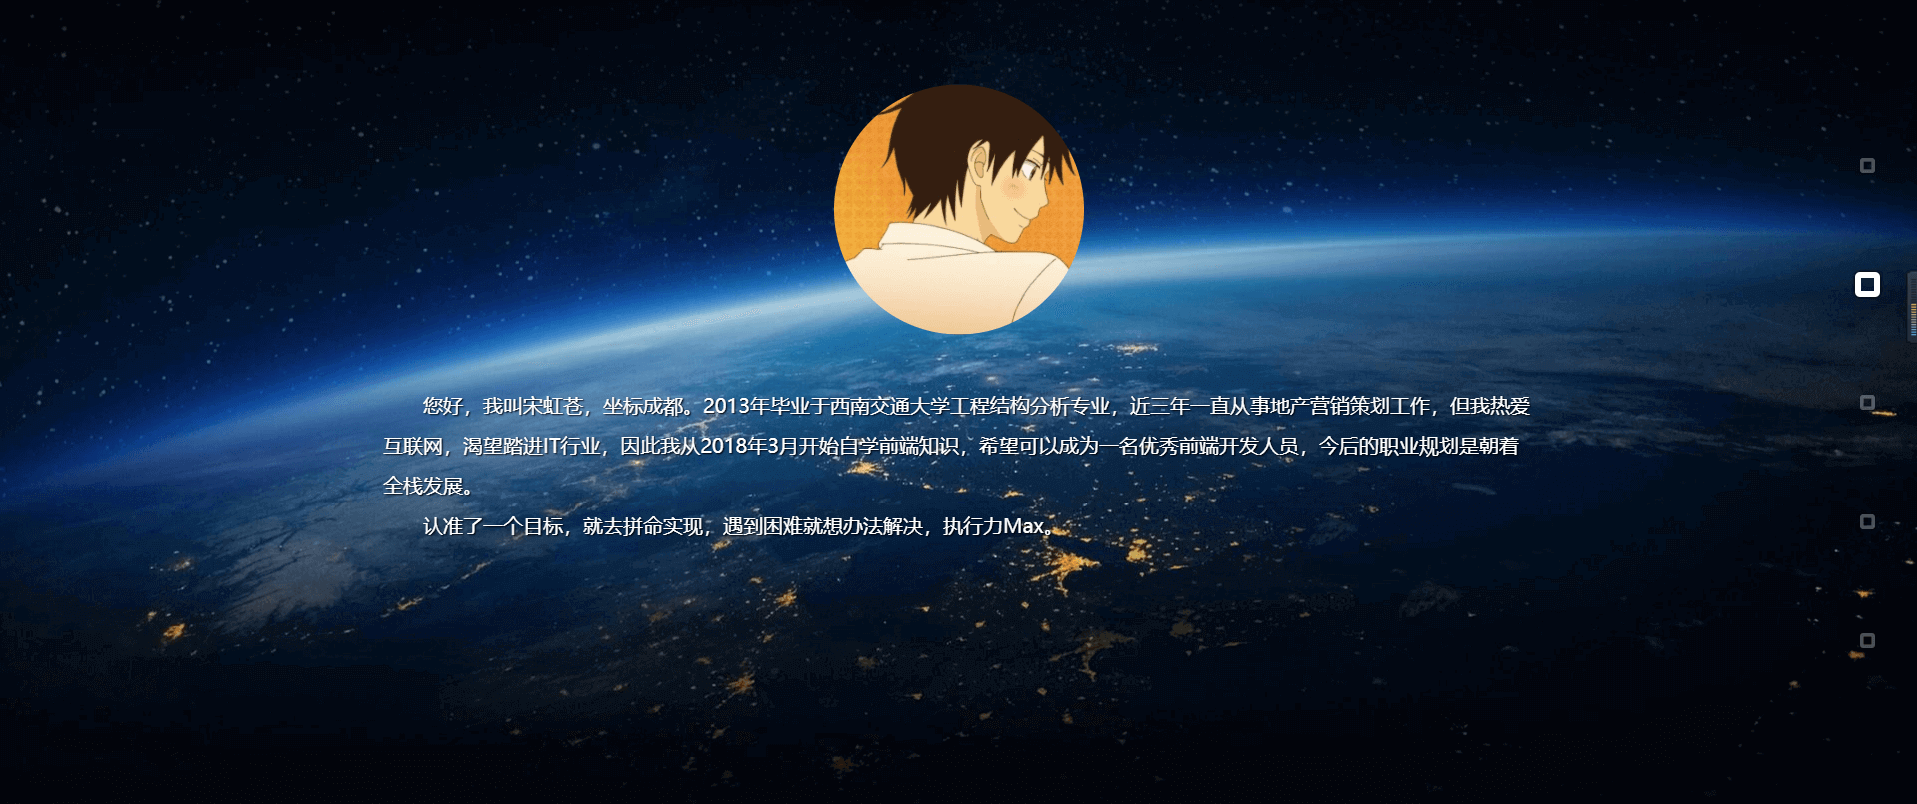 您好，我叫宋虹苍，坐标成都。2013年毕业于西南交通大学工程结构分析专业，近三年一直从事地产营销策划工作，但我热爱
互联网，渴望踏进IT行业，因此我从2018年3月开始自学前端知识，希望可以成为一名优秀前端开发人员，今后的职业规划是朝着
全栈发展。
认准了一个目标，就去拼命实现，遇到困难就想办法解决，执行力Max。